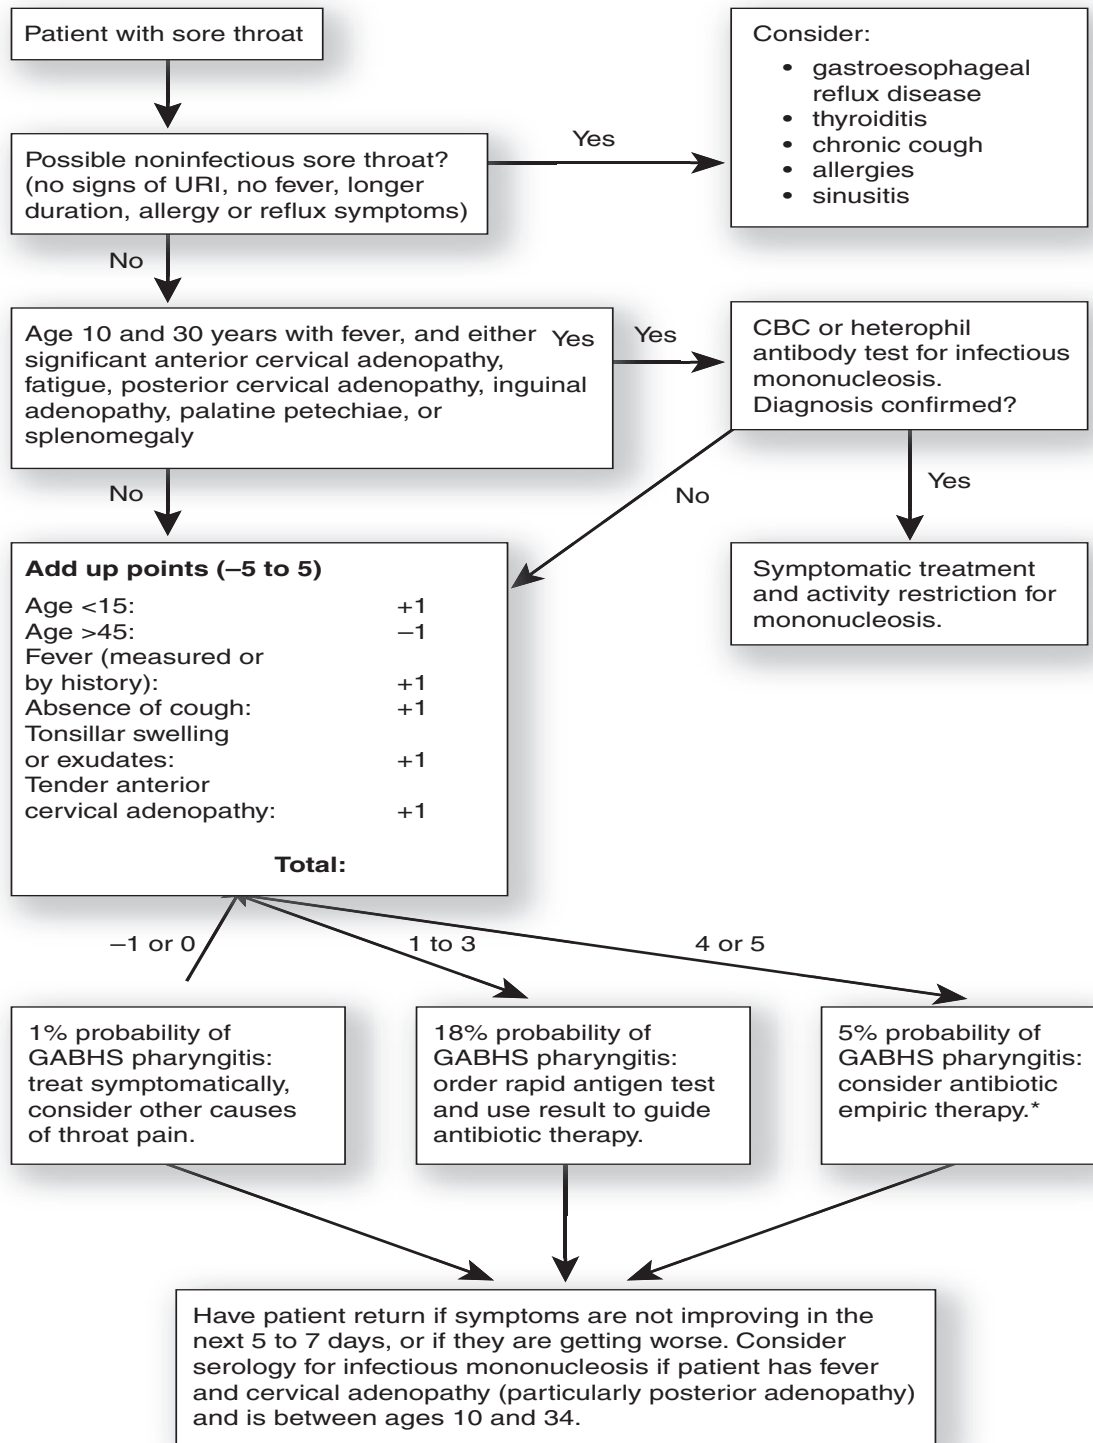 Patient with sore throat
Consider:
• gastroesophageal
reflux disease
• thyroiditis
• chronic cough
• allergies
• sinusitis
Possible noninfectious sore throat?
(no signs of URI, no fever, longer
duration, allergy or reflux symptoms)
Yes
No
Age 10 and 30 years with fever, and either Yes
significant anterior cervical adenopathy,
fatigue, posterior cervical adenopathy, inguinal
adenopathy, palatine petechiae, or
splenomegaly
Yes
CBC or heterophil
antibody test for infectious
mononucleosis.
Diagnosis confirmed?
No
No
Yes
Symptomatic treatment
and activity restriction for
mononucleosis.
Add up points (–5 to 5)
Age <15: +1
Age >45: –1
Fever (measured or
by history): +1
Absence of cough: +1
Tonsillar swelling
or exudates: +1
Tender anterior
cervical adenopathy: +1
Total:
–1 or 0
1 to 3
4 or 5
1% probability of
GABHS pharyngitis:
treat symptomatically,
consider other causes
of throat pain.
18% probability of
GABHS pharyngitis:
order rapid antigen test
and use result to guide
antibiotic therapy.
5% probability of
GABHS pharyngitis:
consider antibiotic
empiric therapy.*
Have patient return if symptoms are not improving in the
next 5 to 7 days, or if they are getting worse. Consider
serology for infectious mononucleosis if patient has fever
and cervical adenopathy (particularly posterior adenopathy)
and is between ages 10 and 34.